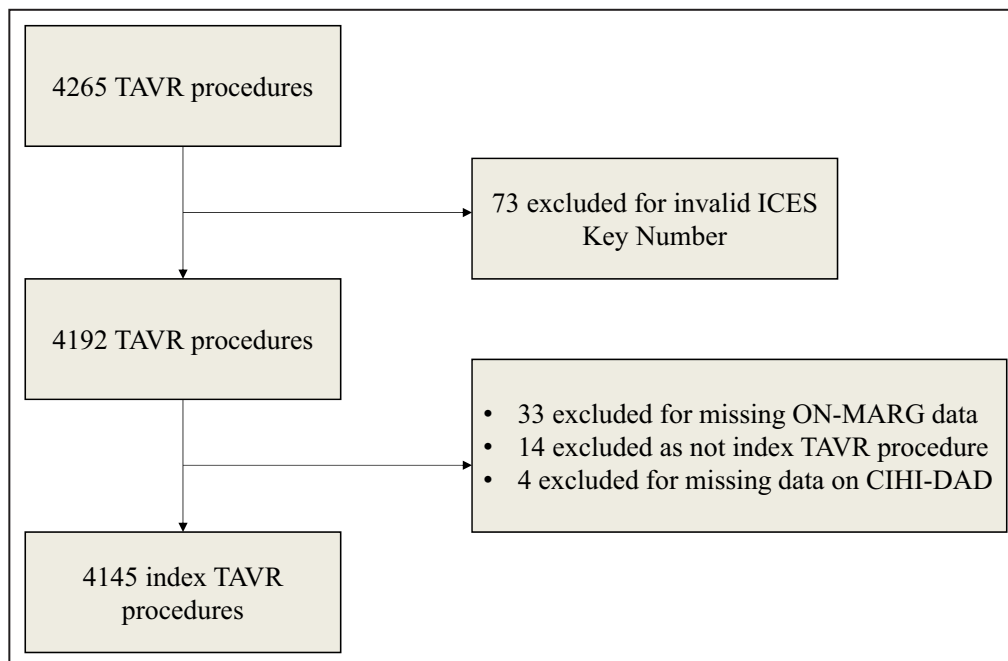 4265 TAVR procedures
73 excluded for invalid ICES
Key Number
4192 TAVR procedures
• 33 excluded for missing ON-MARG data
• 14 excluded as not index TAVR procedure
• 4 excluded for missing data on CIHI-DAD
4145 index TAVR
procedures